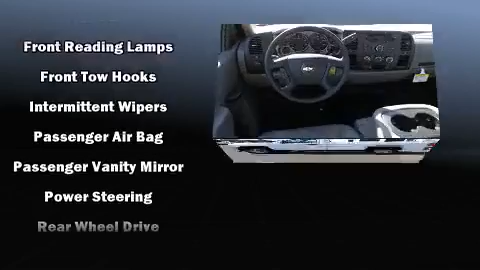 Front Reading Lamps
Front Tow Hooks
Intermittent Wipers
Passenger Air Bag
Passenger Vanity Mirror
Power Steering
Rear Wheel Drive